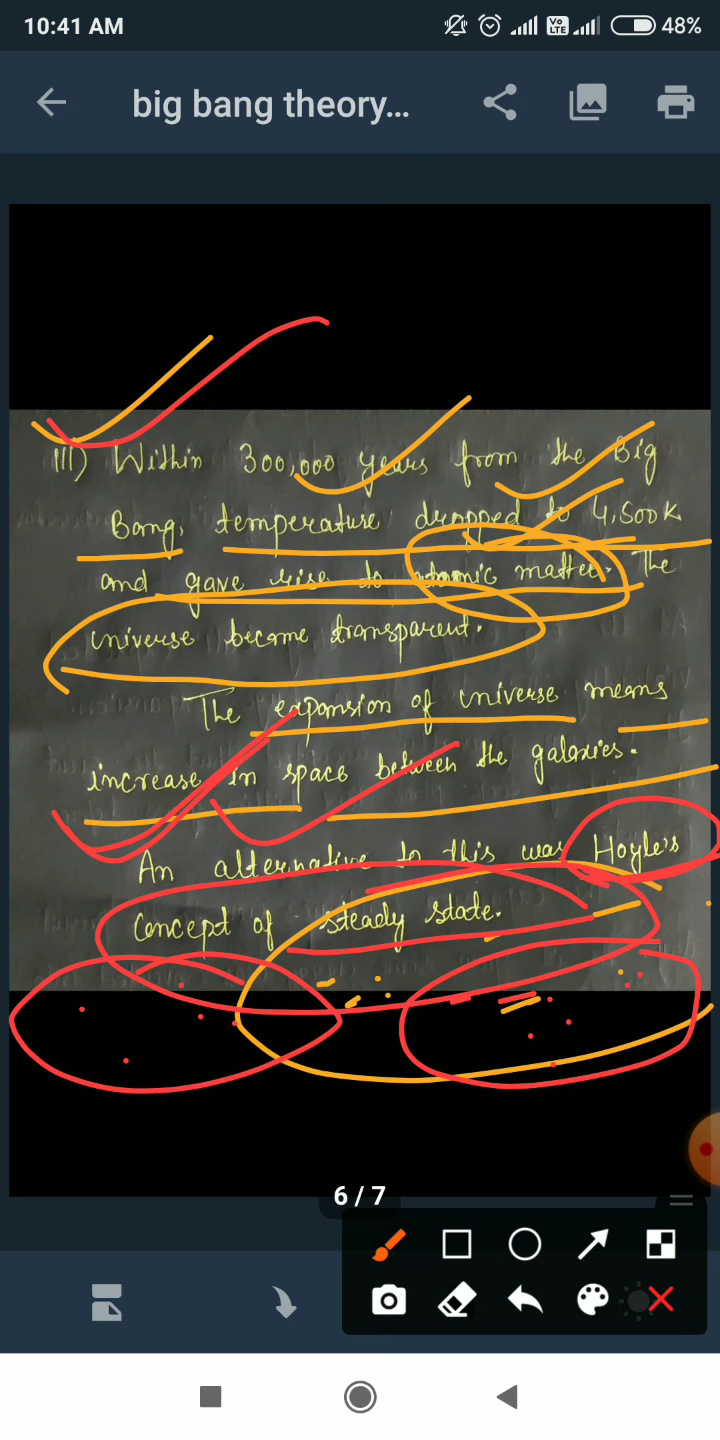 10:41 AM
Vo LTE
48%
big bang theory...
III) Within 300,000 years from the Big
Bang, temperature dropped to 4,500K
and gave rise to atomic matter. The
universe become transparent.
The expansion of universe means
increase in space between the galaxies.
An alternative to this was Hoyle's
Concept of steady state.
6 / 7